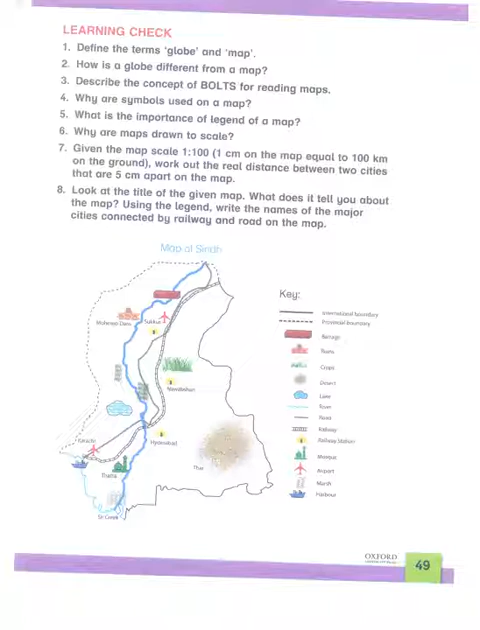 LEARNING CHECK
1. Define the terms 'globe' and 'map'.
2. How is a globe different from a map?
3. Describe the concept of BOLTS for reading maps.
4. Why are symbols used on a map?
5. What is the importance of legend of a map?
6. Why are maps drawn to scale?
7. Given the map scale 1:100 (1 cm on the map equal to 100 km
on the ground), work out the real distance between two cities
that are 5 cm apart on the map.
8. Look at the title of the given map. What does it tell you about
the map? Using the legend, write the names of the major
cities connected by railway and road on the map.
Map of Sindh
Key:
International boundary
Provincial boundary
Barrage
Ruins
Crops
Desert
Lake
River
Road
Railway
Railway Station
Mosque
Airport
Marsh
Harbour
Sukkur
Nawabshah
Karachi
Hyderabad
Thatta
Thar
Sir Creek
OXFORD
49